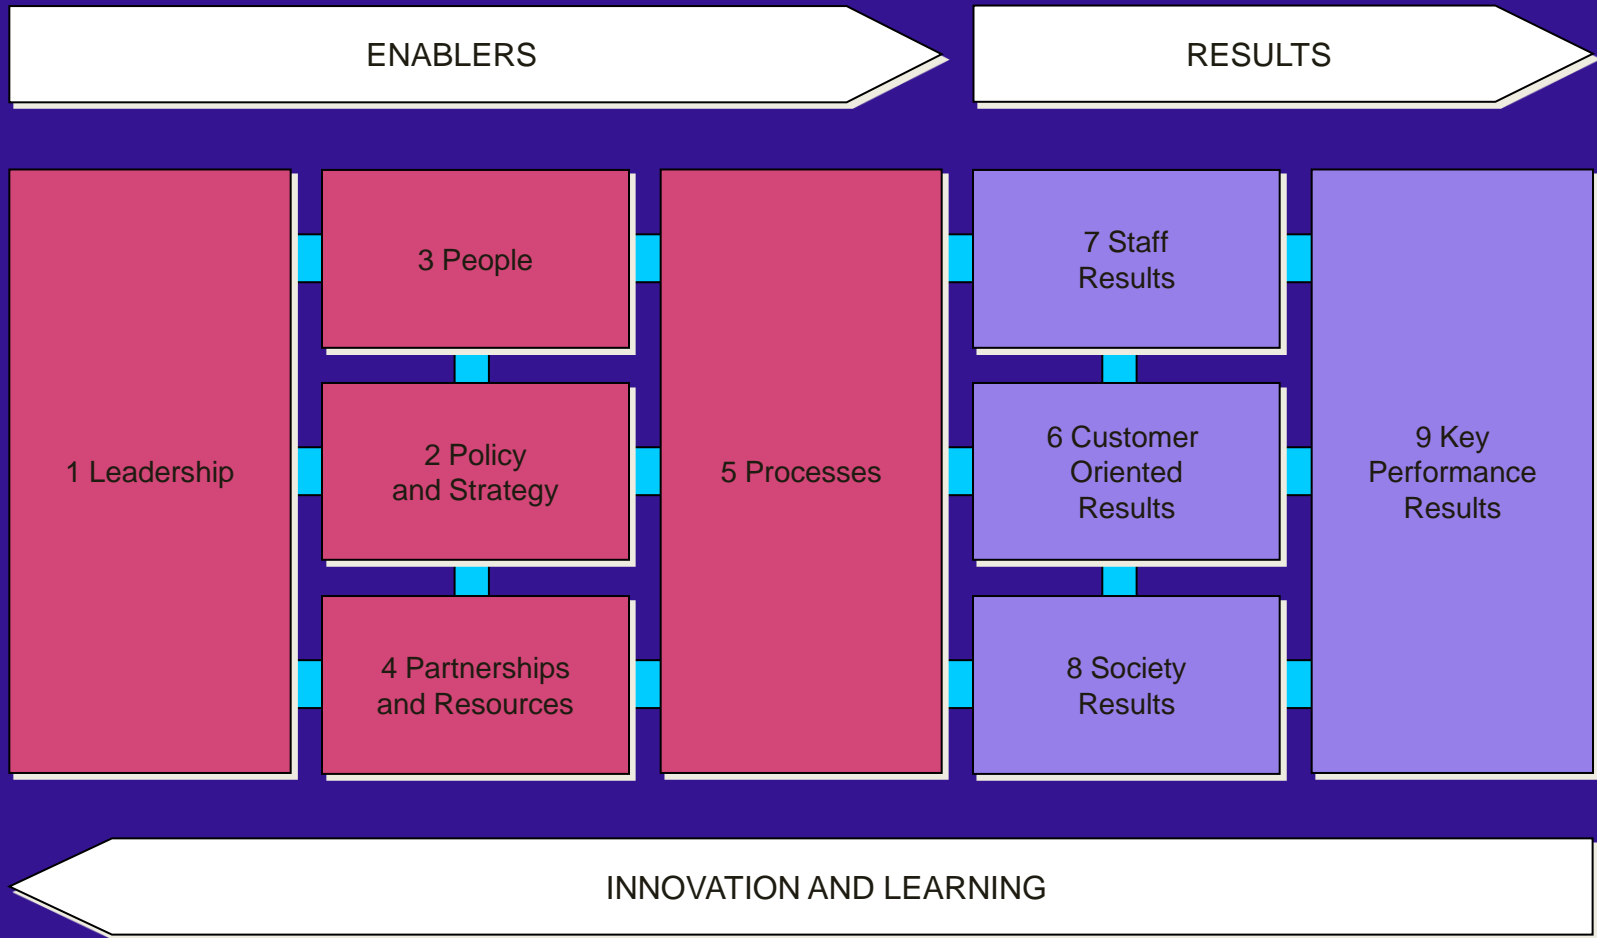 ENABLERS
RESULTS
1 Leadership
3 People
2 Policy
and Strategy
4 Partnerships
and Resources
5 Processes
7 Staff
Results
6 Customer
Oriented
Results
8 Society
Results
9 Key
Performance
Results
INNOVATION AND LEARNING